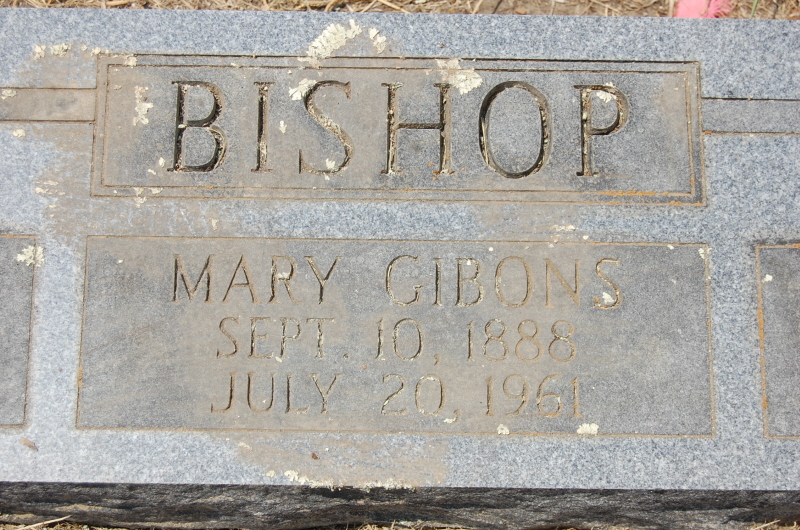 BISHOP
MARY GIBONS
SEPT. 10, 1888
JULY 20, 1961